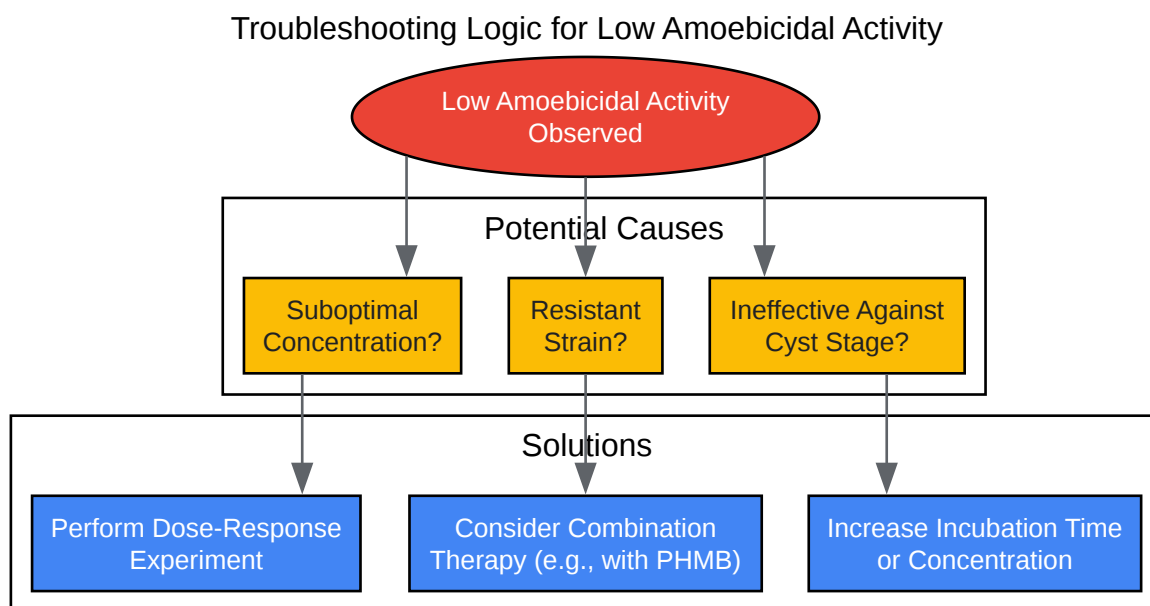 Troubleshooting Logic for Low Amoebicidal Activity
Low Amoebicidal Activity
Observed
Potential Causes
Suboptimal
Concentration?
Resistant
Strain?
Ineffective Against
Cyst Stage?
Solutions
Perform Dose-Response
Experiment
Consider Combination
Therapy (e.g., with PHMB)
Increase Incubation Time
or Concentration